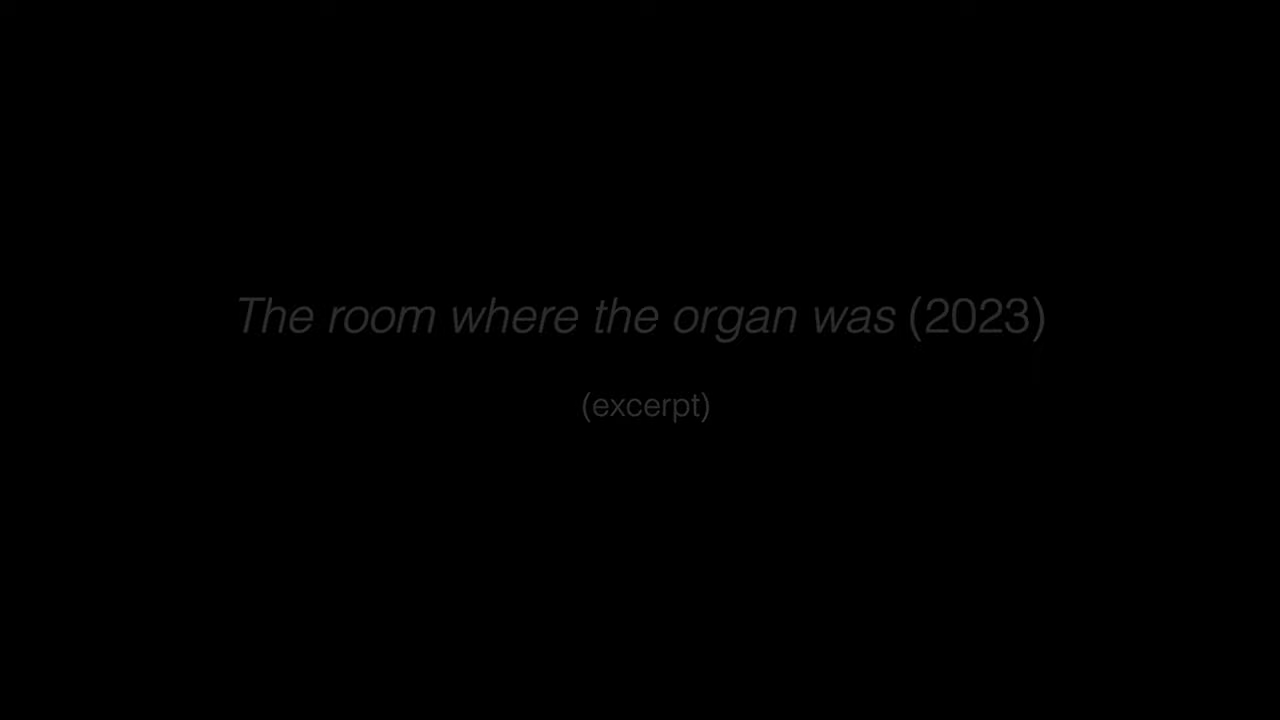 The room where the organ was (2023)
(excerpt)